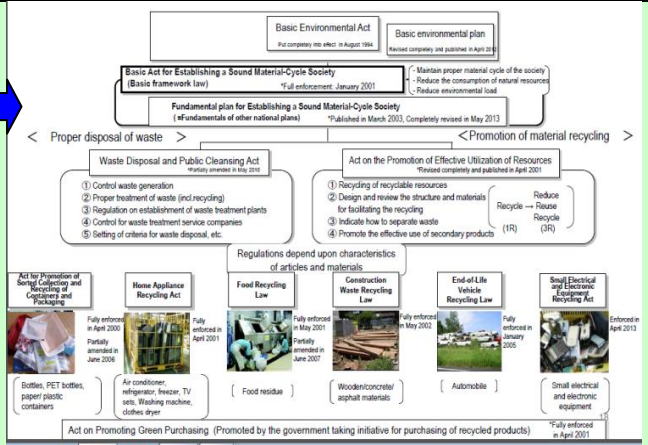 Basic Environmental Act
Put completely into effect in August 1994
Basic environmental plan
Revised completely and published in April 2012
Basic Act for Establishing a Sound Material-Cycle Society
(Basic framework law)
*Full enforcement: January 2001
- Maintain proper material cycle of the society
- Reduce the consumption of natural resources
- Reduce environmental load
Fundamental plan for Establishing a Sound Material-Cycle Society
(=Fundamentals of other national plans)
*Published in March 2003, Completely revised in May 2013
< Proper disposal of waste >
<Promotion of material recycling >
Waste Disposal and Public Cleansing Act
*Partially amended in May 2010
① Control waste generation
② Proper treatment of waste (incl.recycling)
③ Regulation on establishment of waste treatment plants
④ Control for waste treatment service companies
⑤ Setting of criteria for waste disposal, etc.
Act on the Promotion of Effective Utilization of Resources
*Revised completely and published in April 2001
① Recycling of recyclable resources
② Design and review the structure and materials
for facilitating the recycling
③ Indicate how to separate waste
④ Promote the effective use of secondary products
Reduce
Recycle → Reuse
Recycle
(1R) (3R)
Regulations depend upon characteristics
of articles and materials
Act for Promotion of
Sorted Collection and
Recycling of
Containers and
Packaging
Fully enforced
in April 2000
Partially
amended in
June 2006
Bottles, PET bottles,
paper/ plastic
containers
Home Appliance
Recycling Act
Fully
enforced in
April 2001
Air conditioner,
refrigerator, freezer, TV
sets, Washing machine,
clothes dryer
Food Recycling
Law
Fully enforced
in May 2001
Partially
amended in
June 2007
Food residue
Construction
Waste Recycling
Law
Fully enforced
in May 2002
Wooden/concrete/
asphalt materials
End-of-Life
Vehicle
Recycling Law
Fully
enforced in
January
2005
Automobile
Small Electrical
and Electronic
Equipment
Recycling Act
Enforced in
April 2013
Small electrical
and electronic
equipment
18
Act on Promoting Green Purchasing (Promoted by the government taking initiative for purchasing of recycled products)
*Fully enforced
in April 2001